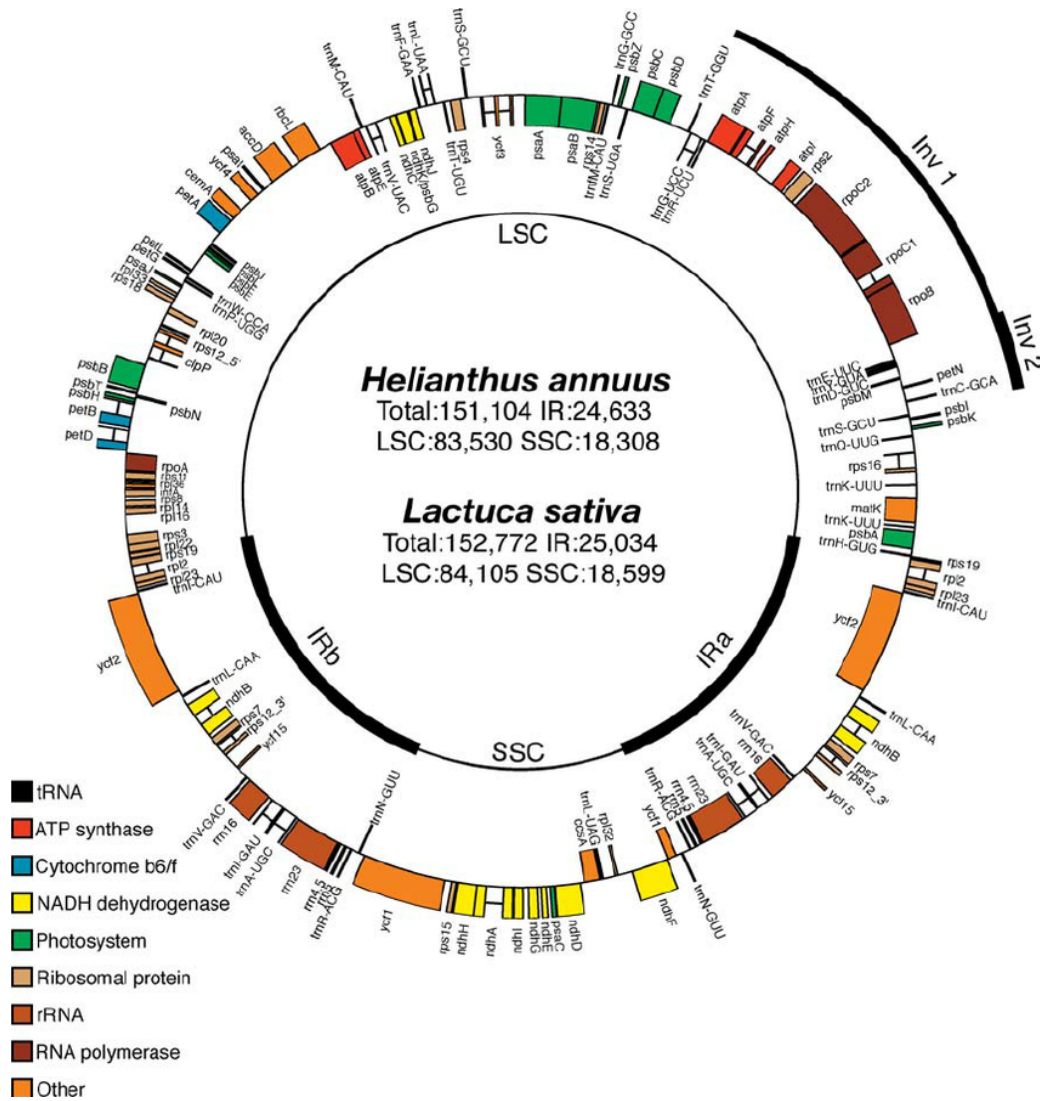 trnG-GCC
psbZ
psbC
psbD
trnT-GGU
atpA
atpF
atpH
atpI
rps2
rpoC2
rpoC1
rpoB
Inv 1
Inv 2
trnS-GCU
trnL-UAA
trnF-GAA
trnM-CAU
rbcL
accD
psaI
ycf4
cemA
petA
atpB
atpE
trnV-UAC
ndhC
ndhK/psbG
ndhJ
trnT-UGU
rps4
ycf3
psaA
psaB
rps14
trnfM-CAU
trnS-UGA
trnG-UCC
trnR-UCU
LSC
petL
petG
psaJ
rpl33
rps18
psbJ
psbE
trnW-CCA
trnP-UGG
rpl20
rps12_5'
clpP
psbB
psbT
psbH
petB
petD
psbN
rpoA
rps11
rpl36
infA
rps8
rpl14
rpl16
rps3
rpl22
rps19
rpl2
rpl23
trnI-CAU
ycf2
Helianthus annuus
Total:151,104 IR:24,633
LSC:83,530 SSC:18,308
Lactuca sativa
Total:152,772 IR:25,034
LSC:84,105 SSC:18,599
trnE-UUC
trnY-GUA
trnD-GUC
psbM
petN
trnC-GCA
trnS-GCU
psbI
psbK
trnQ-UUG
rps16
trnK-UUU
matK
trnK-UUU
psbA
trnH-GUG
rps19
rpl2
rpl23
trnI-CAU
ycf2
IRb
IRa
SSC
trnL-CAA
ndhB
rps7
rps12_3'
ycf15
trnV-GAC
rrn16
trnI-GAU
trnA-UGC
rrn23
rrn4.5
rrn5
trnR-ACG
trnN-GUU
ycf1
rps15
ndhH
ndhA
ndhI
ndhG
ndhE
psaC
ndhD
ccsA
trnL-UAG
rpl32
ndhF
ycf1
trnN-GUU
trnR-ACG
rrn5
rrn4.5
rrn23
trnA-UGC
trnI-GAU
rrn16
trnV-GAC
ycf15
rps12_3'
rps7
ndhB
trnL-CAA
tRNA
ATP synthase
Cytochrome b6/f
NADH dehydrogenase
Photosystem
Ribosomal protein
rRNA
RNA polymerase
Other